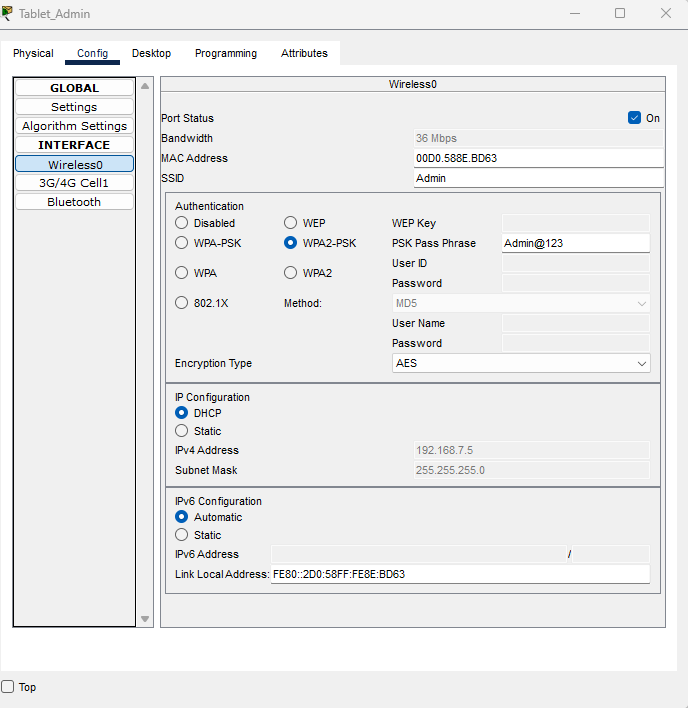 Tablet_Admin
Physical Config Desktop Programming Attributes
GLOBAL
Settings
Algorithm Settings
INTERFACE
Wireless0
3G/4G Cell1
Bluetooth
Wireless0
Port Status On
Bandwidth 36 Mbps
MAC Address 00D0.588E.BD63
SSID Admin
Authentication
Disabled WEP WEP Key
WPA-PSK WPA2-PSK PSK Pass Phrase Admin@123
User ID
WPA WPA2
Password
802.1X Method: MD5
User Name
Password
Encryption Type AES
IP Configuration
DHCP
Static
IPv4 Address 192.168.7.5
Subnet Mask 255.255.255.0
IPv6 Configuration
Automatic
Static
IPv6 Address /
Link Local Address: FE80::2D0:58FF:FE8E:BD63
Top